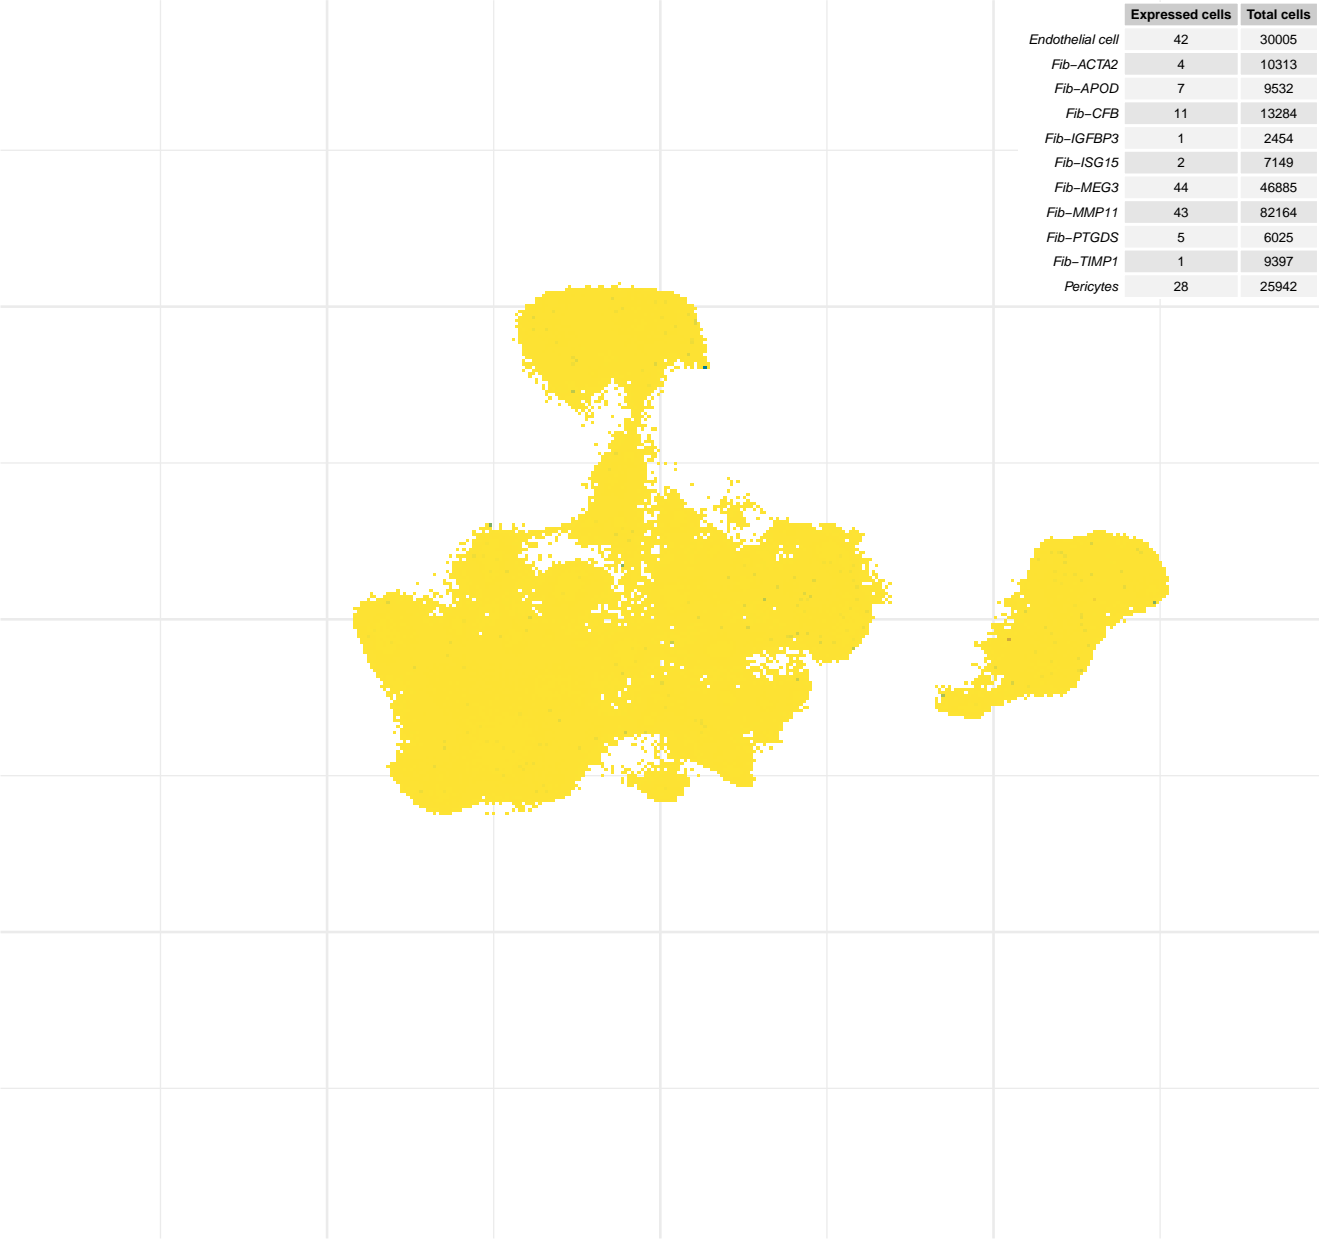 Expressed cells Total cells
Endothelial cell 42 30005
Fib−ACTA2 4 10313
Fib−APOD 7 9532
Fib−CFB 11 13284
Fib−IGFBP3 1 2454
Fib−ISG15 2 7149
Fib−MEG3 44 46885
Fib−MMP11 43 82164
Fib−PTGDS 5 6025
Fib−TIMP1 1 9397
Pericytes 28 25942